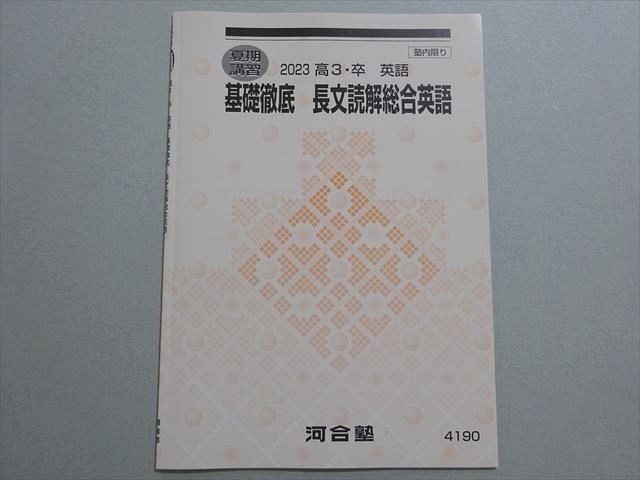 夏期
講習
塾内限り
2023 高3・卒 英語
基礎徹底 長文読解総合英語
河合塾
4190